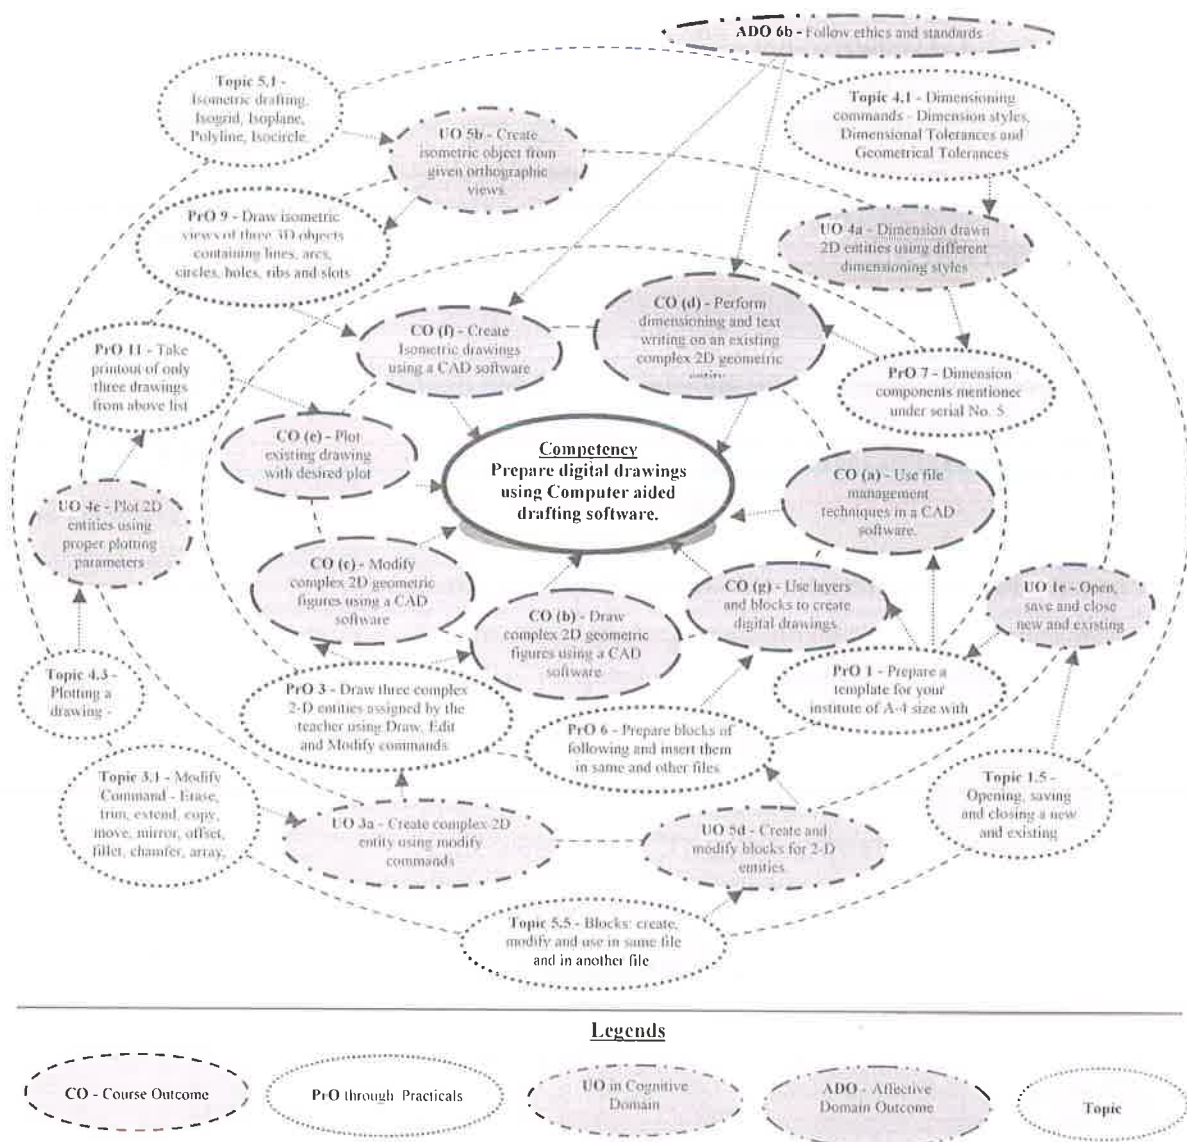 ADO 6b - Follow ethics and standards
Topic 5.1 -
Isometric drafting,
Isogrid, Isoplane,
Polyline, Isocircle.
UO 5b - Create
isometric object from
given orthographic
views.
Topic 4.1 - Dimensioning
commands - Dimension styles,
Dimensional Tolerances and
Geometrical Tolerances
PrO 9 - Draw isometric
views of three 3D objects
containing lines, arcs,
circles, holes, ribs and slots
UO 4a - Dimension drawn
2D entities using different
dimensioning styles
CO (f) - Create
Isometric drawings
using a CAD software
CO (d) - Perform
dimensioning and text
writing on an existing
complex 2D geometric
entity
PrO 11 - Take
printout of only
three drawings
from above list
PrO 7 - Dimension
components mentioned
under serial No. 5
CO (e) - Plot
existing drawing
with desired plot
Competency
Prepare digital drawings
using Computer aided
drafting software.
CO (a) - Use file
management
techniques in a CAD
software.
UO 4e - Plot 2D
entities using
proper plotting
parameters
CO (c) - Modify
complex 2D geometric
figures using a CAD
software
CO (b) - Draw
complex 2D geometric
figures using a CAD
software
CO (g) - Use layers
and blocks to create
digital drawings
UO 1e - Open,
save and close
new and existing
Topic 4.3 -
Plotting a
drawing -
PrO 3 - Draw three complex
2-D entities assigned by the
teacher using Draw, Edit
and Modify commands
PrO 6 - Prepare blocks of
following and insert them
in same and other files
PrO 1 - Prepare a
template for your
institute of A-4 size with
Topic 3.1 - Modify
Command - Erase,
trim, extend, copy,
move, mirror, offset,
fillet, chamfer, array,
UO 3a - Create complex 2D
entity using modify
commands
UO 5d - Create and
modify blocks for 2-D
entities.
Topic 1.5 -
Opening, saving
and closing a new
and existing
Topic 5.5 - Blocks: create,
modify and use in same file
and in another file
Legends
CO - Course Outcome
PrO through Practicals
UO in Cognitive
Domain
ADO - Affective
Domain Outcome
Topic